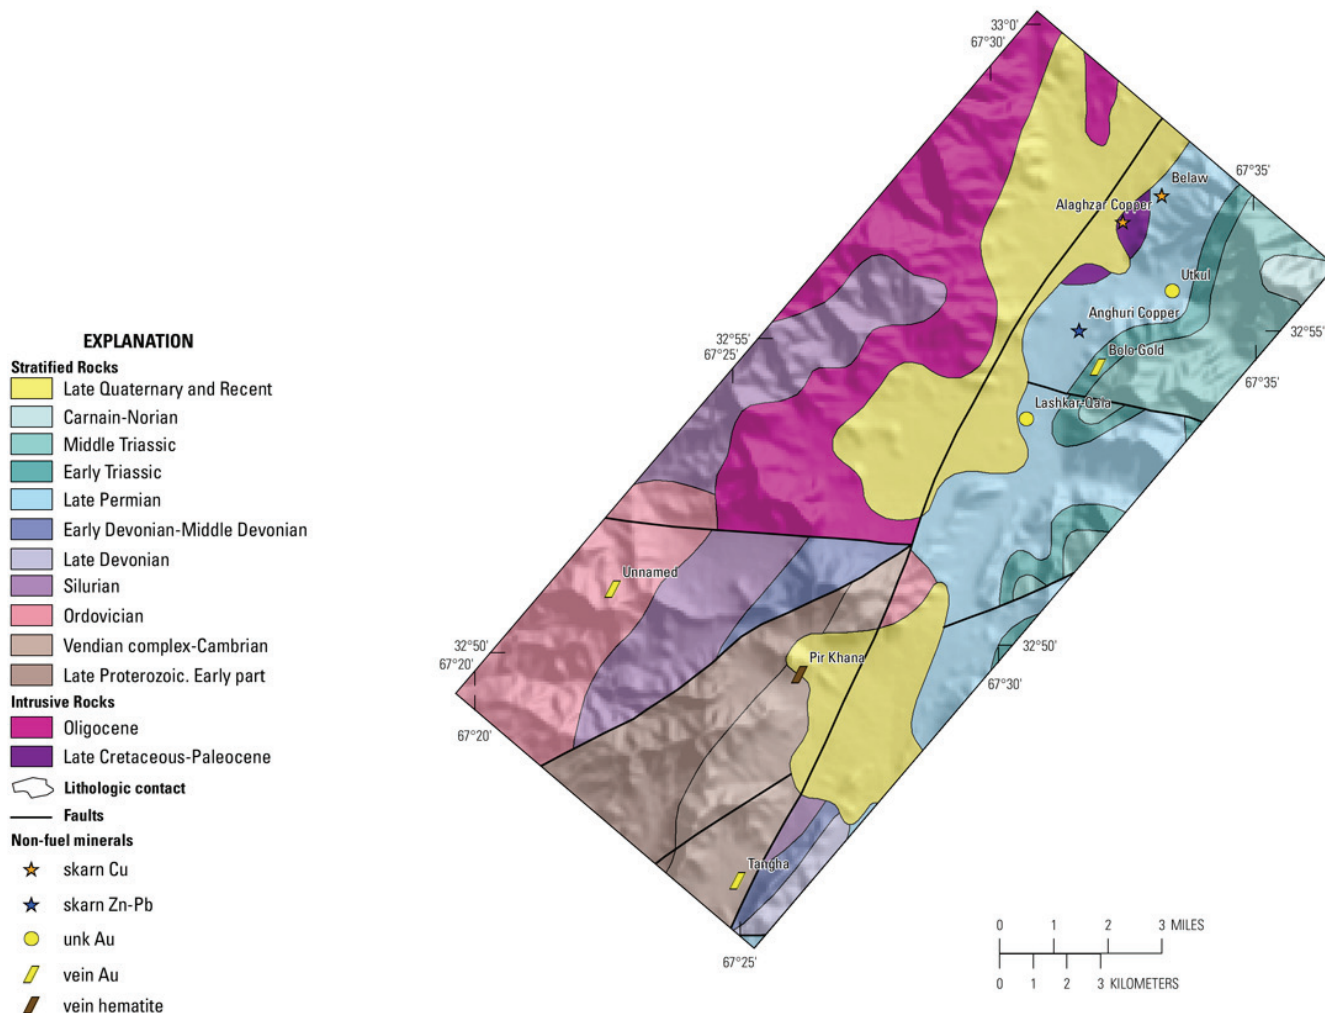 EXPLANATION
Stratified Rocks
Late Quaternary and Recent
Carnain-Norian
Middle Triassic
Early Triassic
Late Permian
Early Devonian-Middle Devonian
Late Devonian
Silurian
Ordovician
Vendian complex-Cambrian
Late Proterozoic. Early part
Intrusive Rocks
Oligocene
Late Cretaceous-Paleocene
Lithologic contact
Faults
Non-fuel minerals
skarn Cu
skarn Zn-Pb
unk Au
vein Au
vein hematite
33°0'
67°30'
67°35'
Belaw
Alaghzar Copper
Utkul
Anghuri Copper
32°55'
67°25'
32°55'
67°35'
Bolo Gold
Lashkar-Qala
Unnamed
32°50'
67°20'
67°20'
Pir Khana
32°50'
67°30'
Tangha
67°25'
0 1 2 3 MILES
0 1 2 3 KILOMETERS